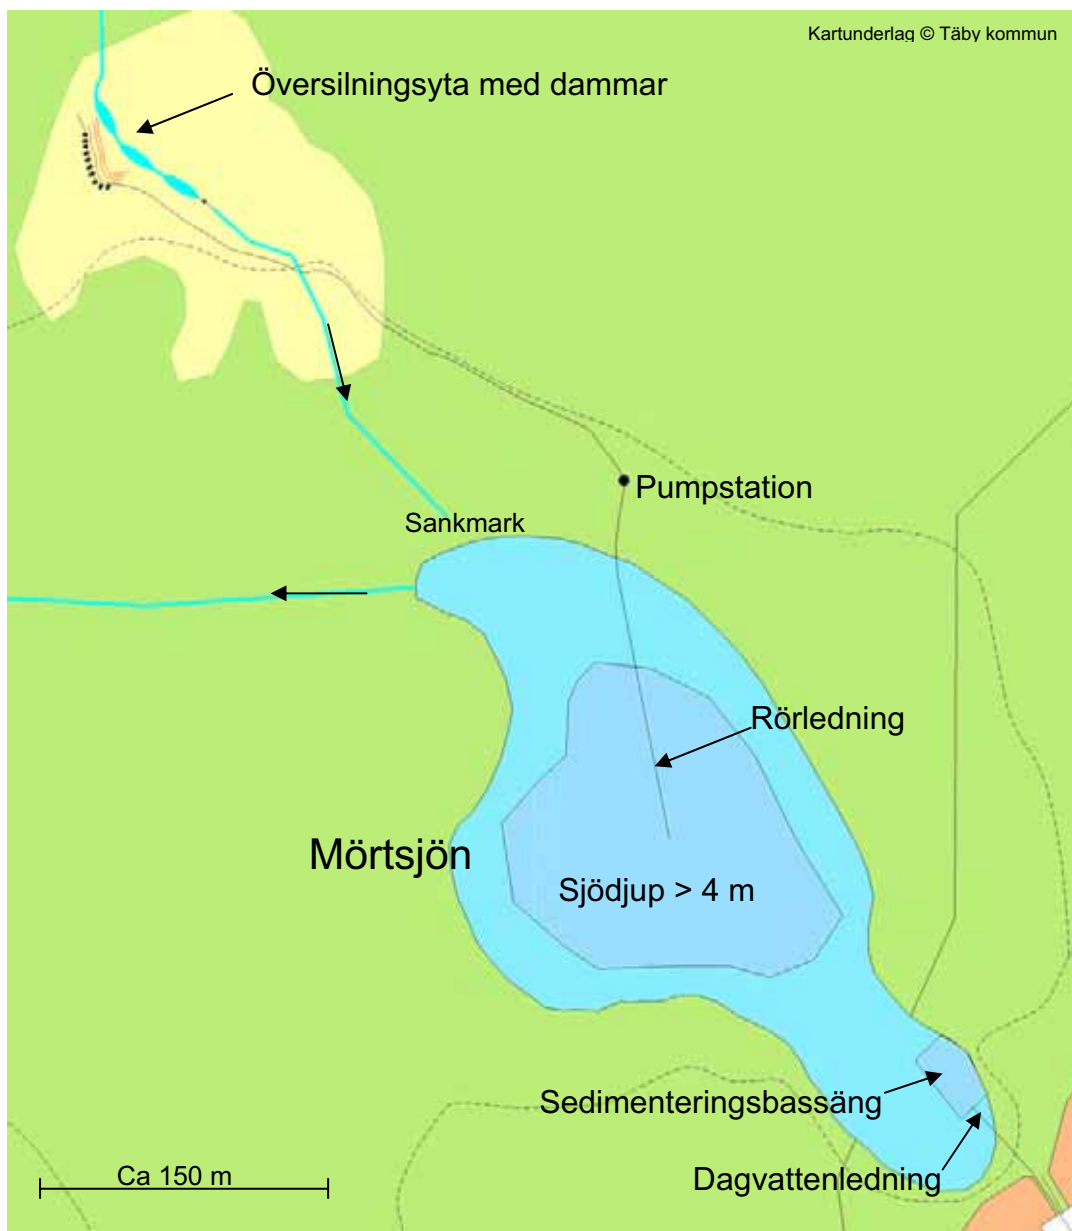 Kartunderlag © Täby kommun
Översilningsyta med dammar
Pumpstation
Sankmark
Rörledning
Mörtsjön
Sjödjup > 4 m
Sedimenteringsbassäng
Ca 150 m
Dagvattenledning